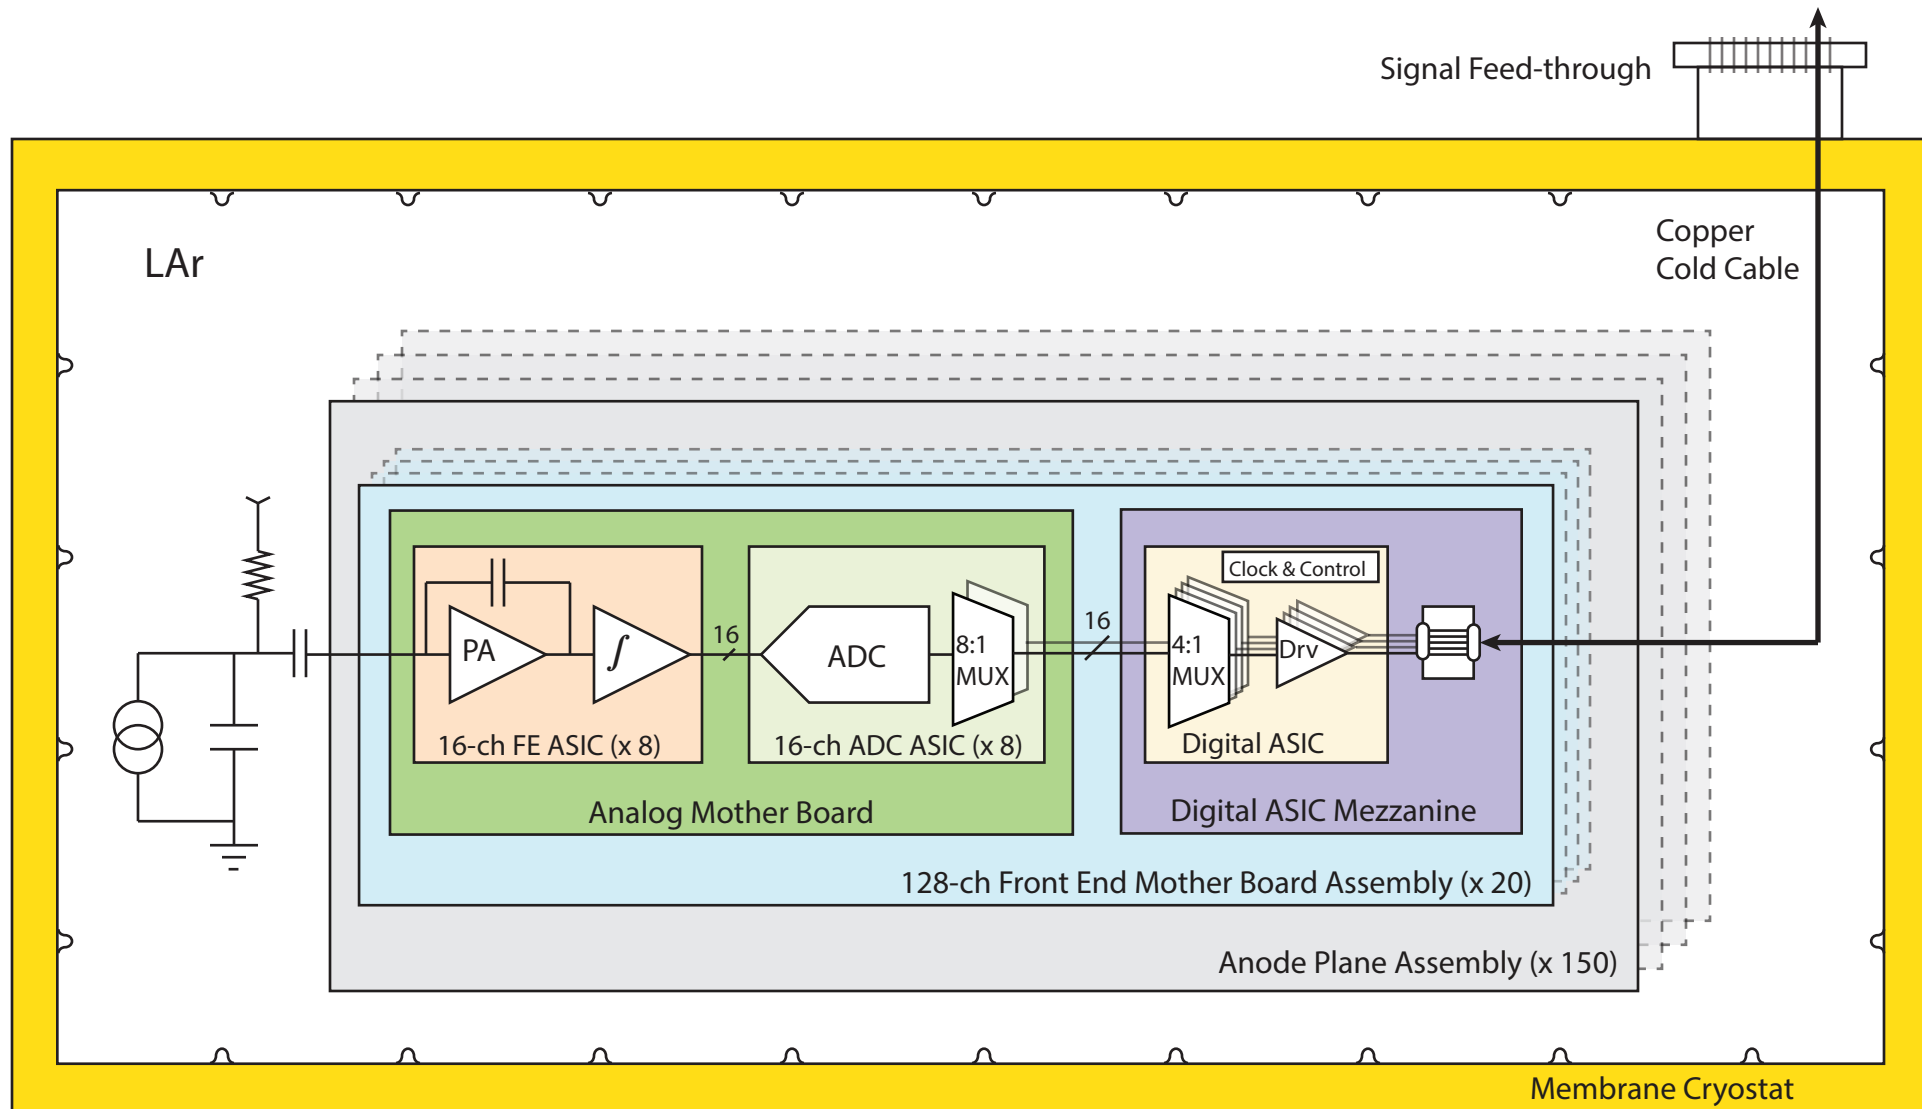 Signal Feed-through
LAr
Copper
Cold Cable
Clock & Control
PA
∫
16
ADC
8:1
MUX
16
4:1
MUX
Drv
16-ch FE ASIC (x 8)
16-ch ADC ASIC (x 8)
Digital ASIC
Analog Mother Board
Digital ASIC Mezzanine
128-ch Front End Mother Board Assembly (x 20)
Anode Plane Assembly (x 150)
Membrane Cryostat